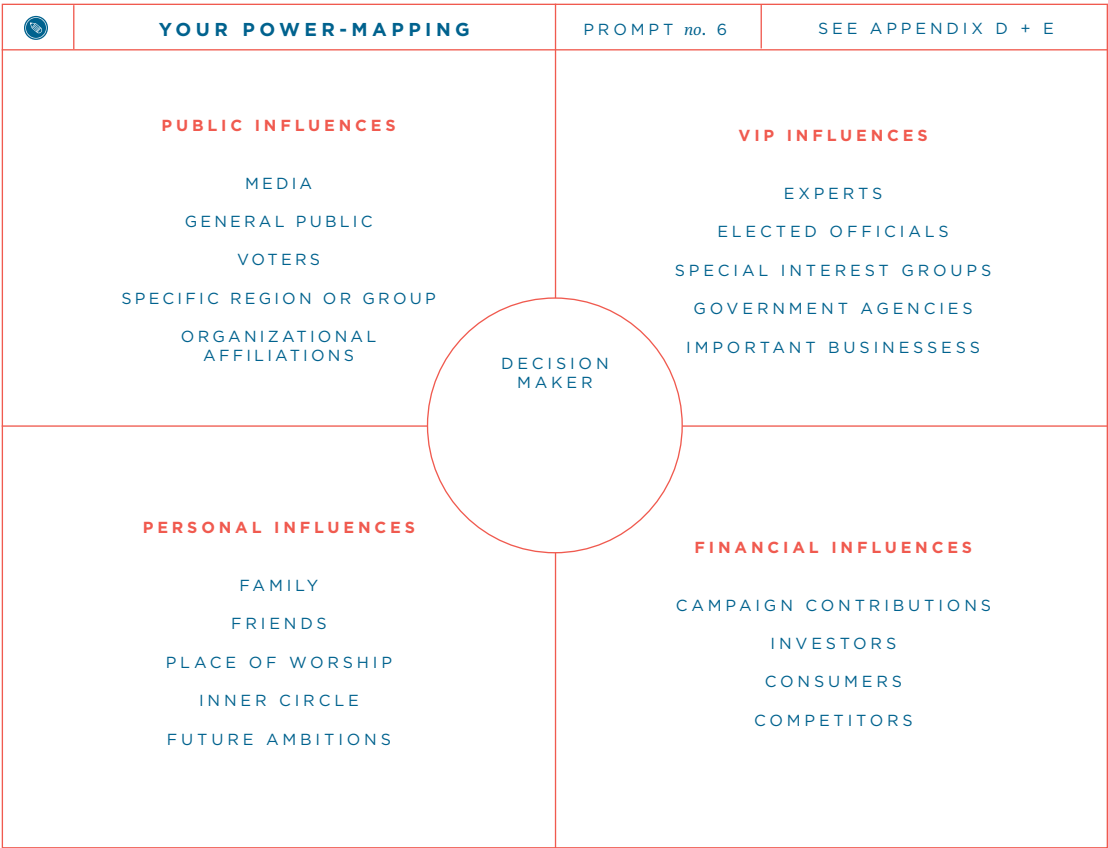 YOUR POWER-MAPPING
PROMPT no. 6
SEE APPENDIX D + E
PUBLIC INFLUENCES
MEDIA
GENERAL PUBLIC
VOTERS
SPECIFIC REGION OR GROUP
ORGANIZATIONAL
AFFILIATIONS
VIP INFLUENCES
EXPERTS
ELECTED OFFICIALS
SPECIAL INTEREST GROUPS
GOVERNMENT AGENCIES
IMPORTANT BUSINESSESS
DECISION
MAKER
PERSONAL INFLUENCES
FAMILY
FRIENDS
PLACE OF WORSHIP
INNER CIRCLE
FUTURE AMBITIONS
FINANCIAL INFLUENCES
CAMPAIGN CONTRIBUTIONS
INVESTORS
CONSUMERS
COMPETITORS